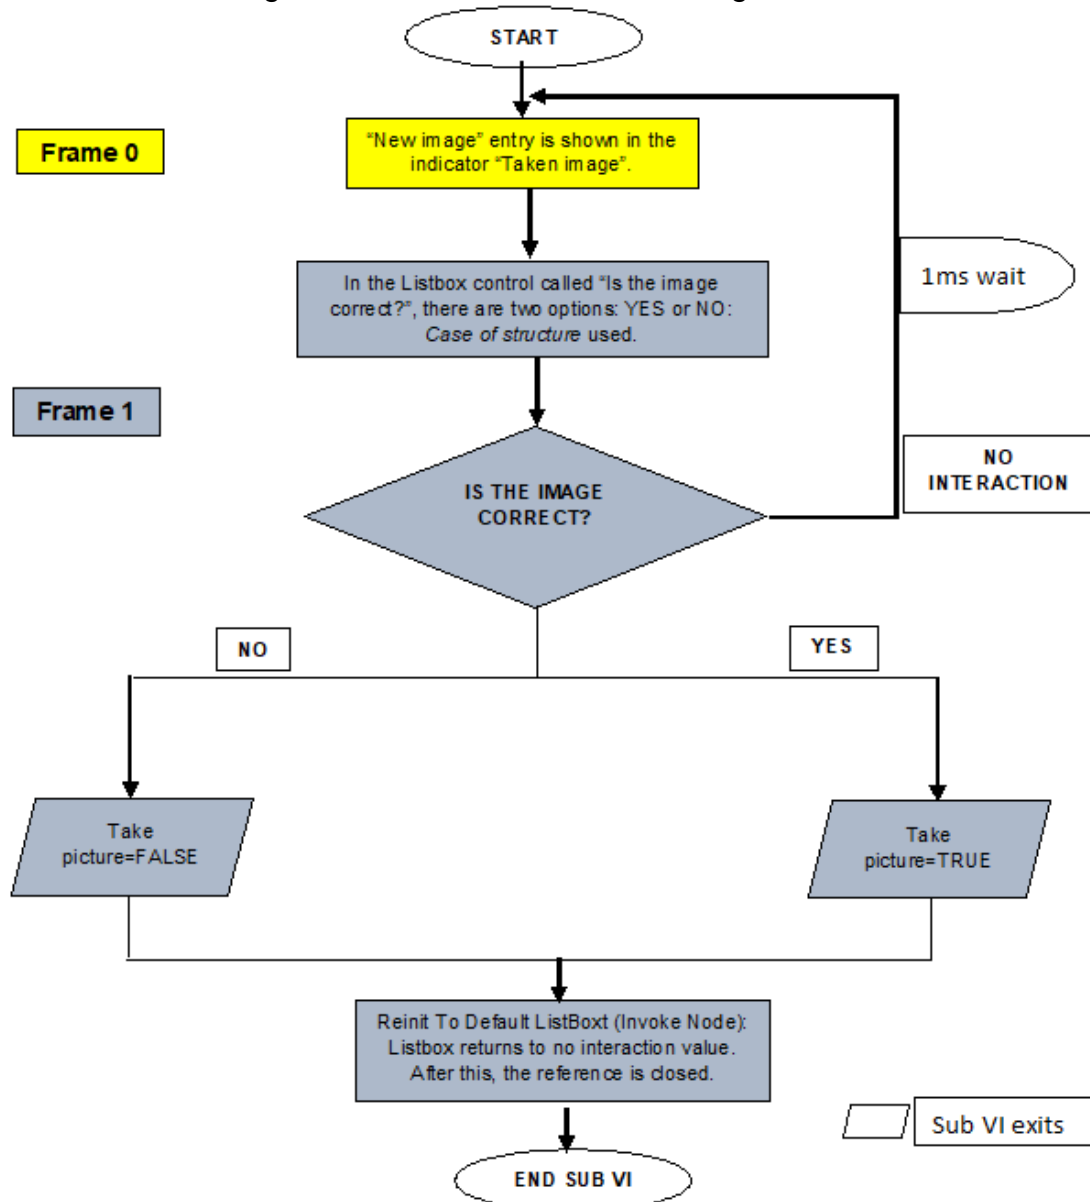 START
Frame 0
“New image” entry is shown in the
indicator “Taken image”.
1ms wait
In the Listbox control called “Is the image
correct?”, there are two options: YES or NO:
Case of structure used.
Frame 1
NO
INTERACTION
IS THE IMAGE
CORRECT?
NO
YES
Take
picture=FALSE
Take
picture=TRUE
Reinit To Default ListBoxt (Invoke Node):
Listbox returns to no interaction value.
After this, the reference is closed.
Sub VI exits
END SUB VI